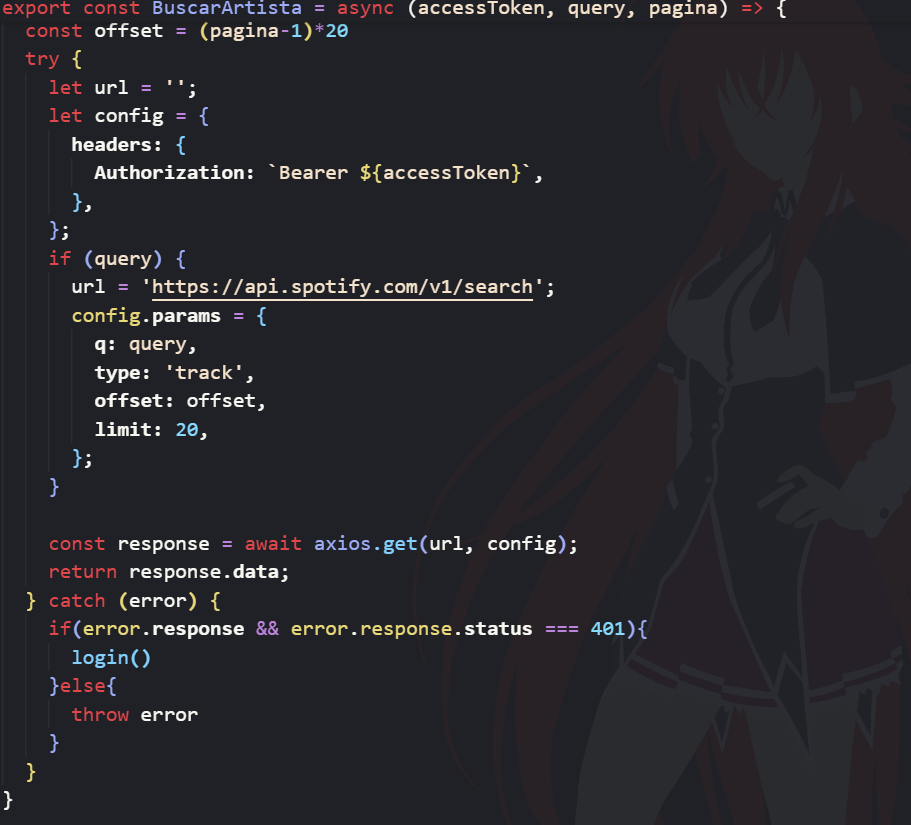 export const BuscarArtista = async (accessToken, query, pagina) => {
const offset = (pagina-1)*20
try {
let url = '';
let config = {
headers: {
Authorization: `Bearer ${accessToken}`,
},
};
if (query) {
url = 'https://api.spotify.com/v1/search';
config.params = {
q: query,
type: 'track',
offset: offset,
limit: 20,
};
}
const response = await axios.get(url, config);
return response.data;
} catch (error) {
if(error.response && error.response.status === 401){
login()
}else{
throw error
}
}
}